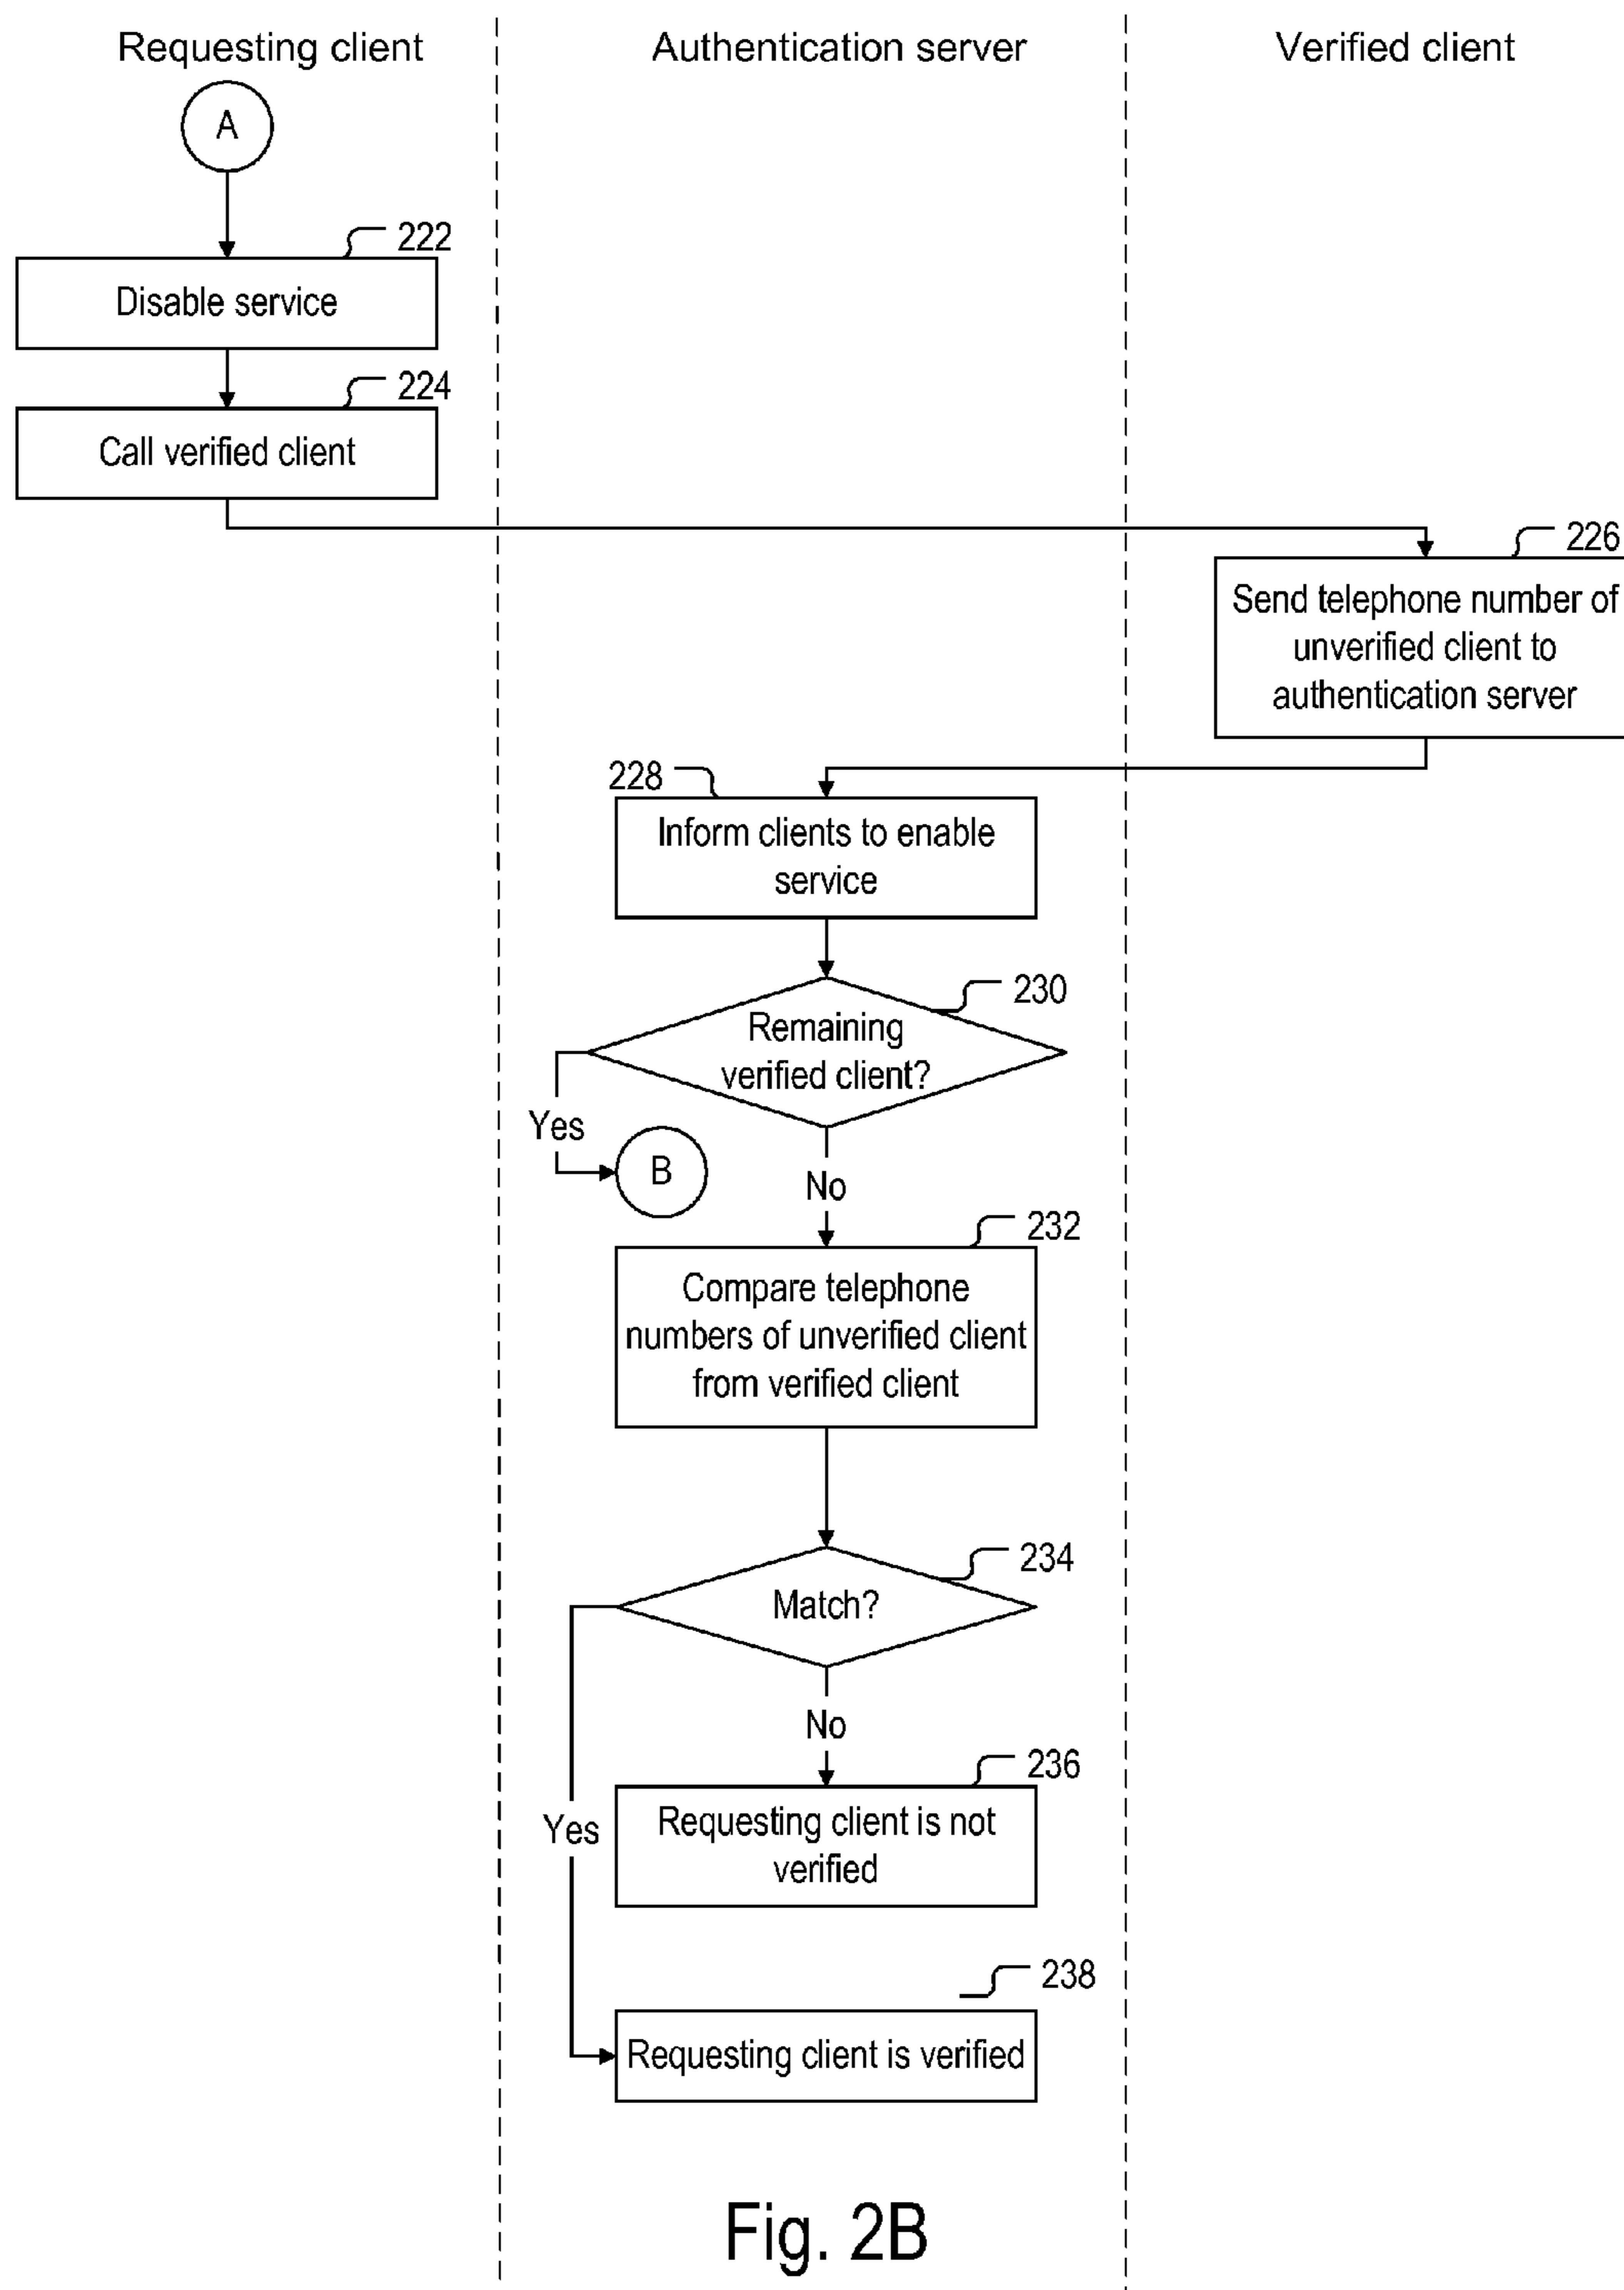 Requesting client
Authentication server
Verified client
A
222
Disable service
224
Call verified client
226
Send telephone number of
unverified client to
authentication server
228
Inform clients to enable
service
230
Remaining
verified client?
Yes
B
No
232
Compare telephone
numbers of unverified client
from verified client
234
Match?
No
236
Yes
Requesting client is not
verified
238
Requesting client is verified
Fig. 2B